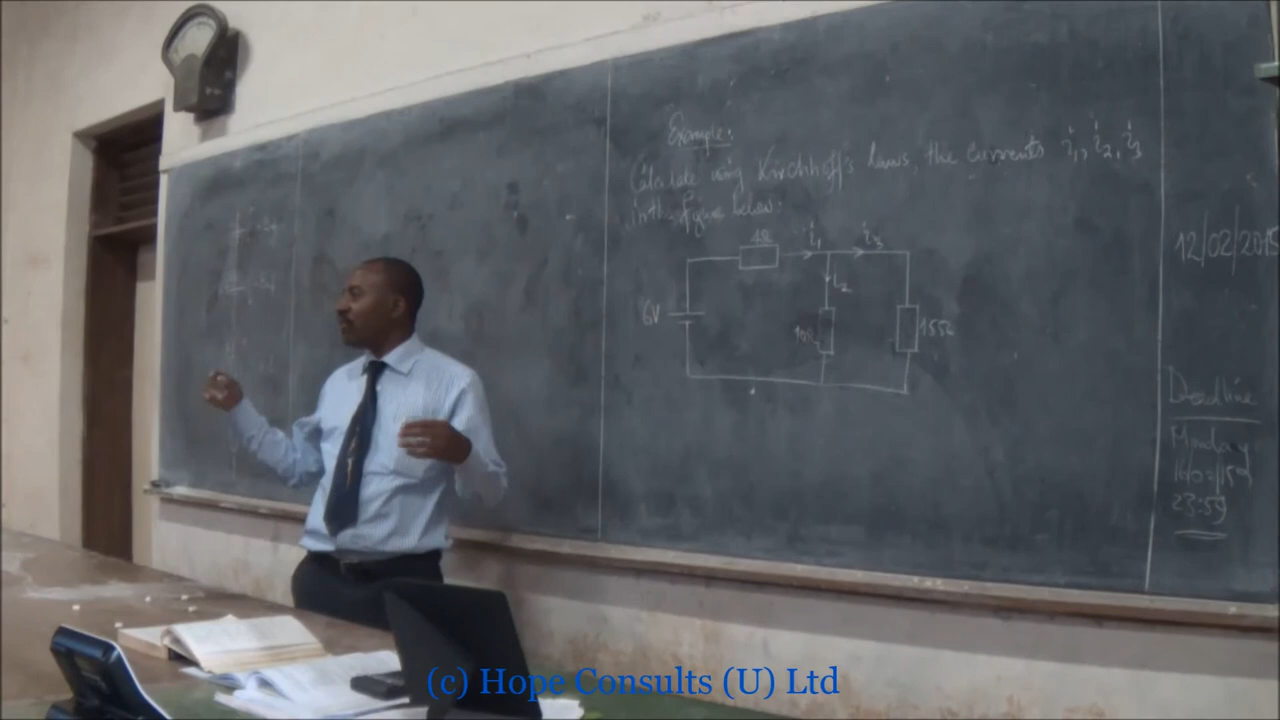 Example:
Calculate using Kirchhoff's laws, the currents i1, i2, i3
in the figure below.
i1
i3
i2
6V
10Ω
15Ω
12/02/2015
Deadline
Monday
23:59
(c) Hope Consults (U) Ltd